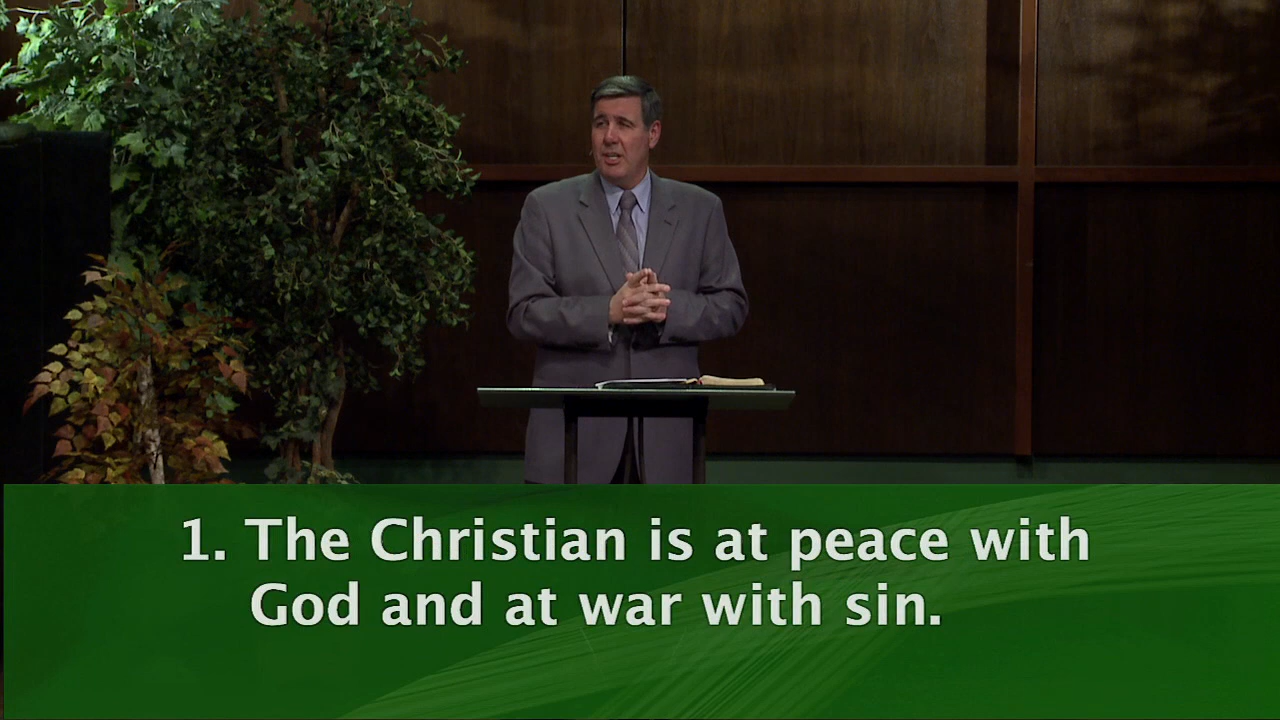 1. The Christian is at peace with
God and at war with sin.